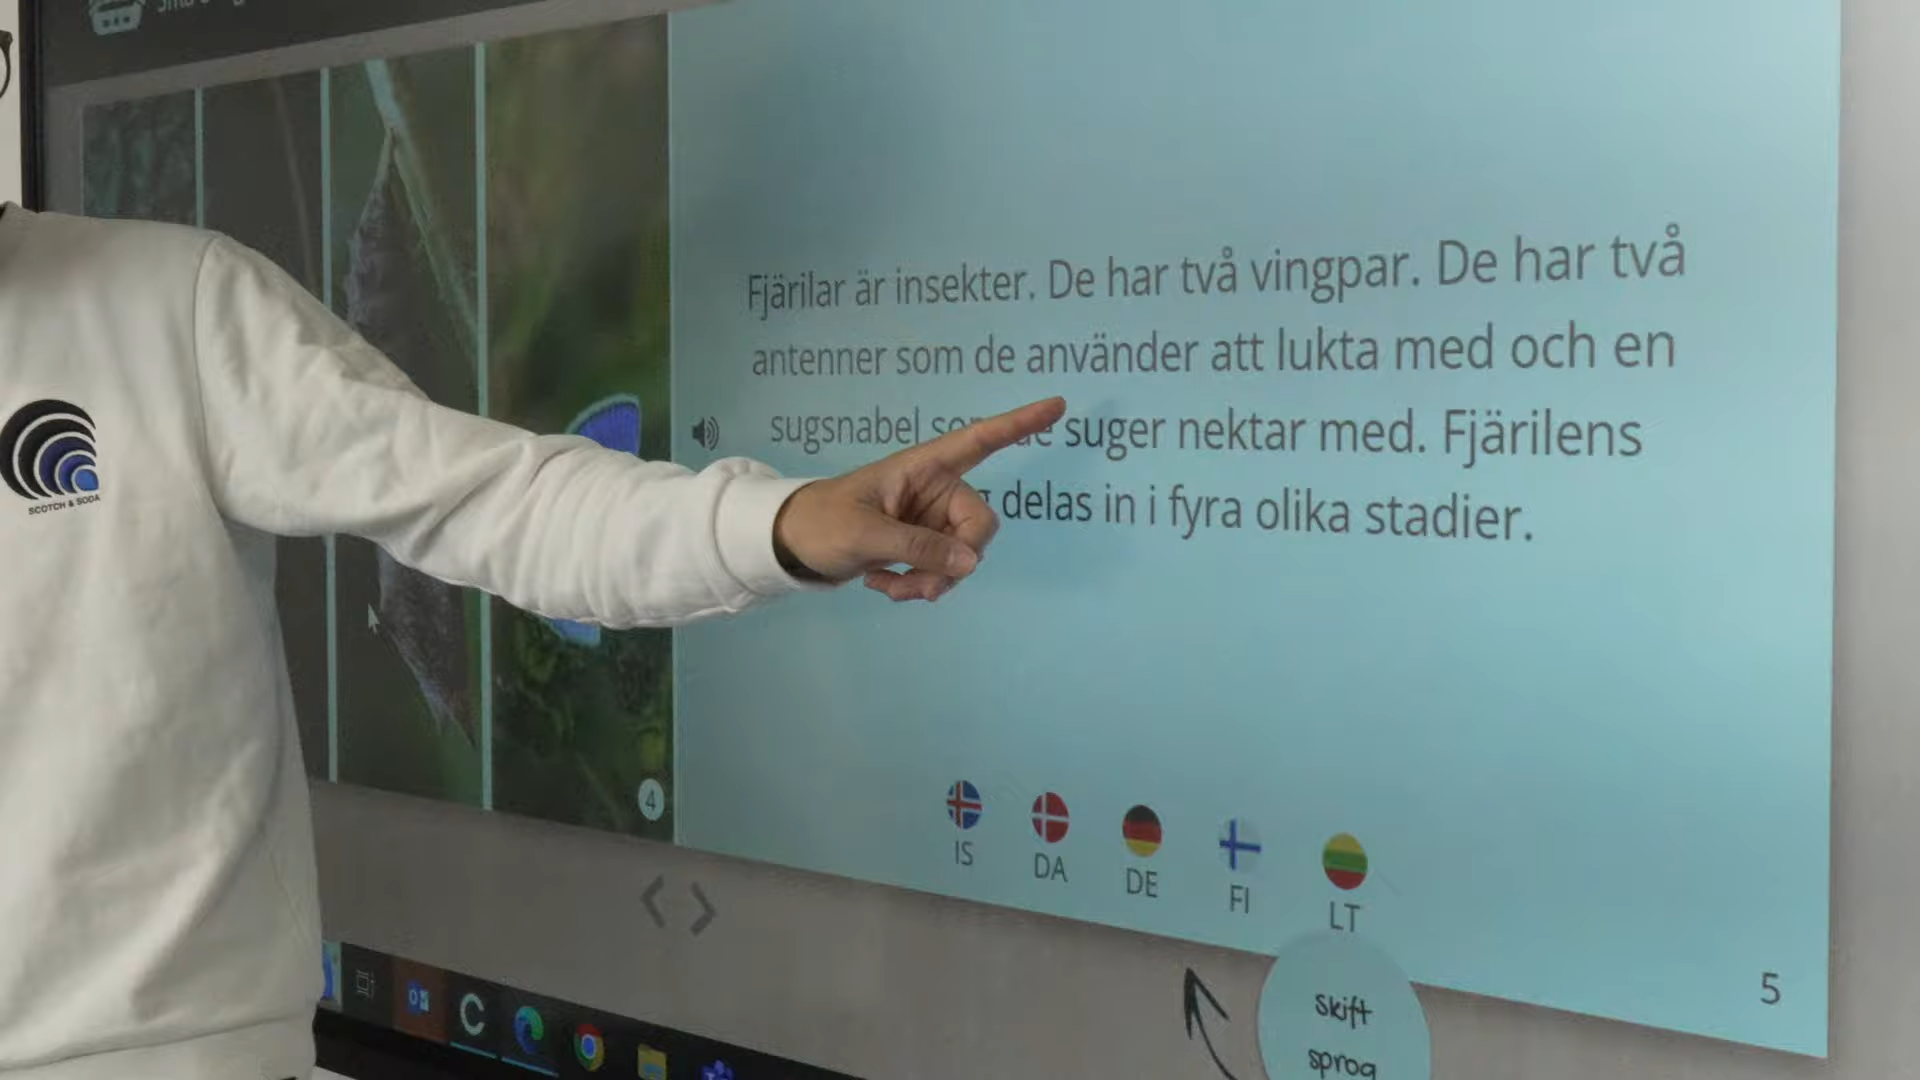 Fjärilar är insekter. De har två vingpar. De har två
antenner som de använder att lukta med och en
sugsnabel suger nektar med. Fjärilens
delas in i fyra olika stadier.
4
IS DA DE FI LT
5
Skift
sprog
SCOTCH & SODA